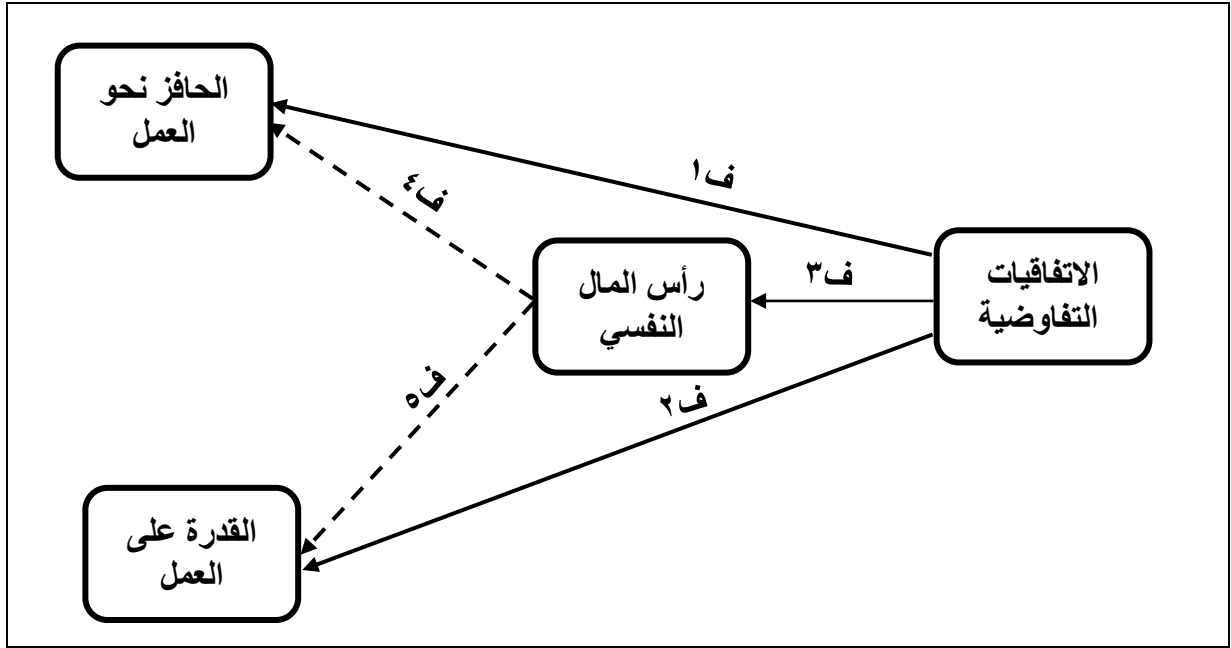 الحافز نحو
العمل
ف١
ف٤
الاتفاقيات
التفاوضية
ف٣
رأس المال
النفسي
ف٥
ف٢
القدرة على
العمل